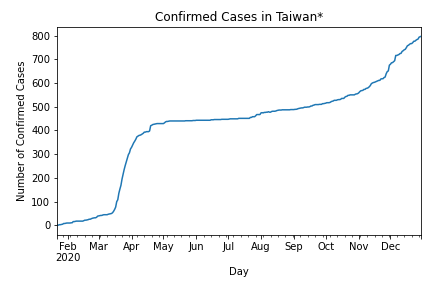 Confirmed Cases in Taiwan*
Number of Confirmed Cases
800
700
600
500
400
300
200
100
0
Feb Mar Apr May Jun Jul Aug Sep Oct Nov Dec
2020
Day